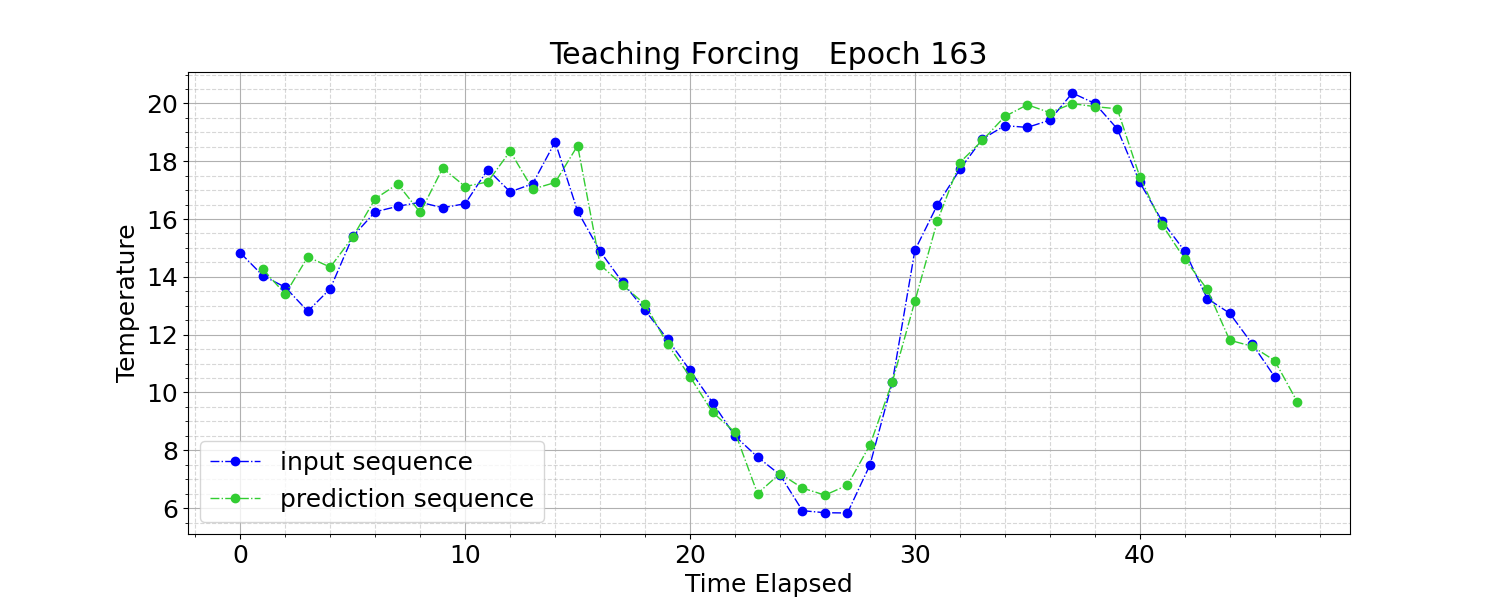 Teaching Forcing   Epoch 163
Temperature
20
18
16
14
12
10
8
6
input sequence
prediction sequence
0 10 20 30 40
Time Elapsed